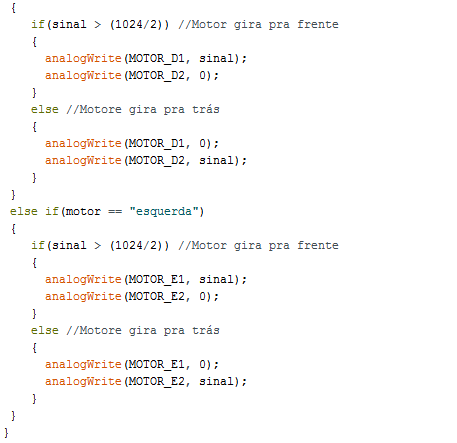 {
if(sinal > (1024/2)) //Motor gira pra frente
{
analogWrite(MOTOR_D1, sinal);
analogWrite(MOTOR_D2, 0);
}
else //Motore gira pra trás
{
analogWrite(MOTOR_D1, 0);
analogWrite(MOTOR_D2, sinal);
}
}
else if(motor == "esquerda")
{
if(sinal > (1024/2)) //Motor gira pra frente
{
analogWrite(MOTOR_E1, sinal);
analogWrite(MOTOR_E2, 0);
}
else //Motore gira pra trás
{
analogWrite(MOTOR_E1, 0);
analogWrite(MOTOR_E2, sinal);
}
}
}